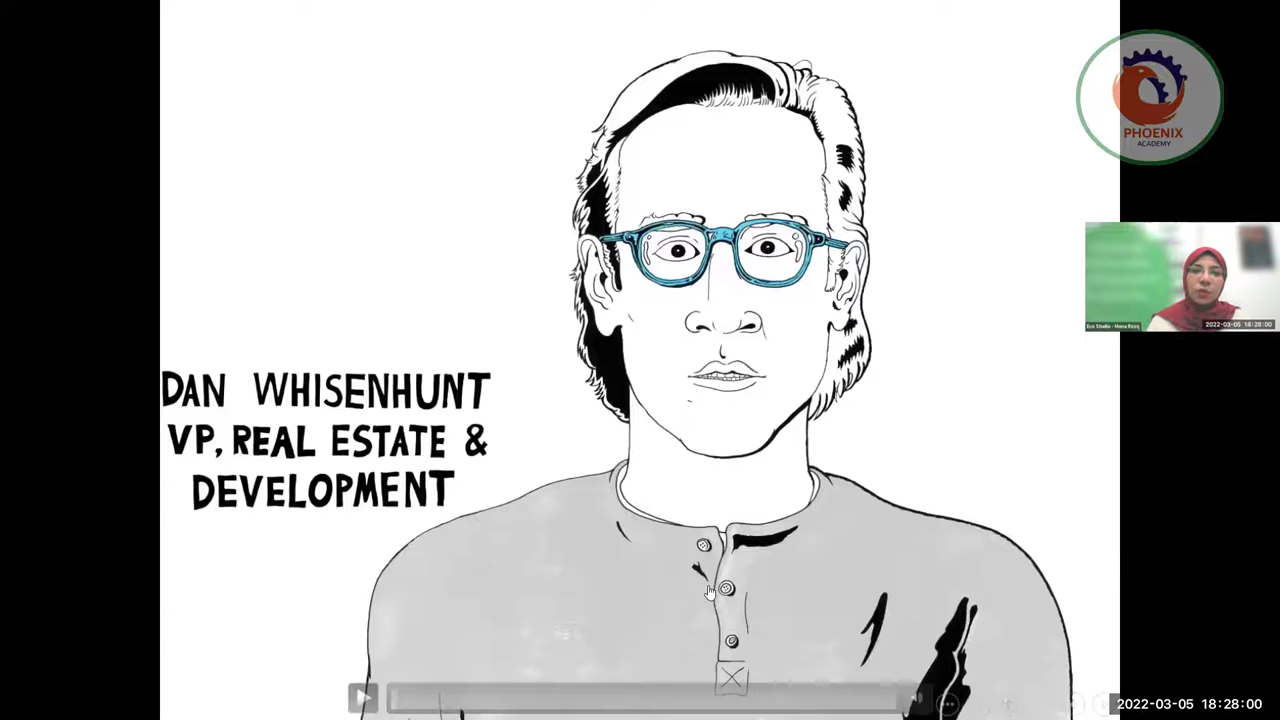 PHOENIX
ACADEMY
2022-03-05 18:28:00
DAN WHISENHUNT
VP, REAL ESTATE &
DEVELOPMENT
2022-03-05 18:28:00